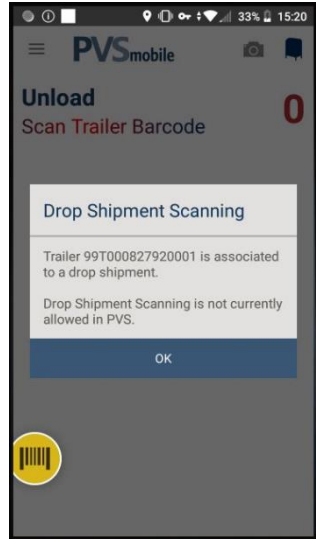 33% 15:20
PVSmobile
Unload
0
Scan Trailer Barcode
Drop Shipment Scanning
Trailer 99T000827920001 is associated
to a drop shipment.
Drop Shipment Scanning is not currently
allowed in PVS.
OK